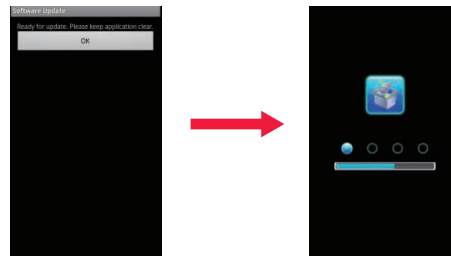 Software Update
Ready for update. Please keep application clear.
OK